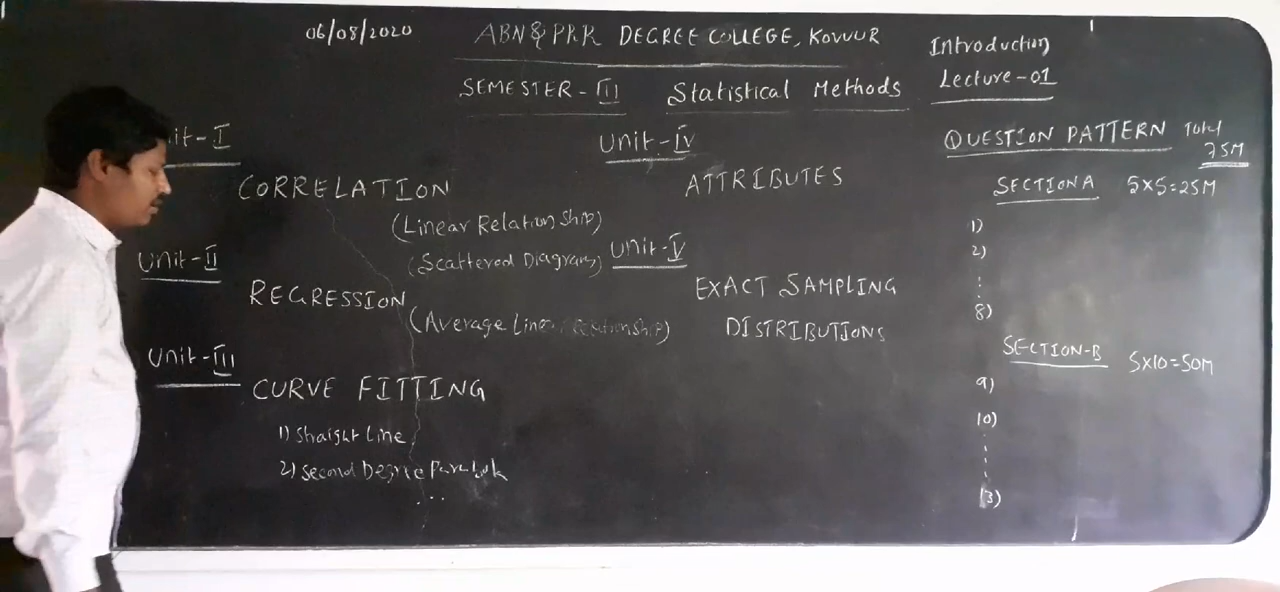 06/08/2020
ABN & PRR DEGREE COLLEGE, KOVVUR
Introduction
Lecture-01
SEMESTER-III Statistical Methods
nit-I
CORRELATION
(Linear Relationship)
(Scattered Diagram)
Unit-II
REGRESSION
(Average Linear Relationship)
Unit-III
CURVE FITTING
1) Straight Line
2) Second Degree Parabola
...
Unit-IV
ATTRIBUTES
Unit-V
EXACT SAMPLING
DISTRIBUTIONS
QUESTION PATTERN Total
75M
SECTION A 5X5=25M
1)
2)
8)
SECTION-B 5X10=50M
9)
10)
13)